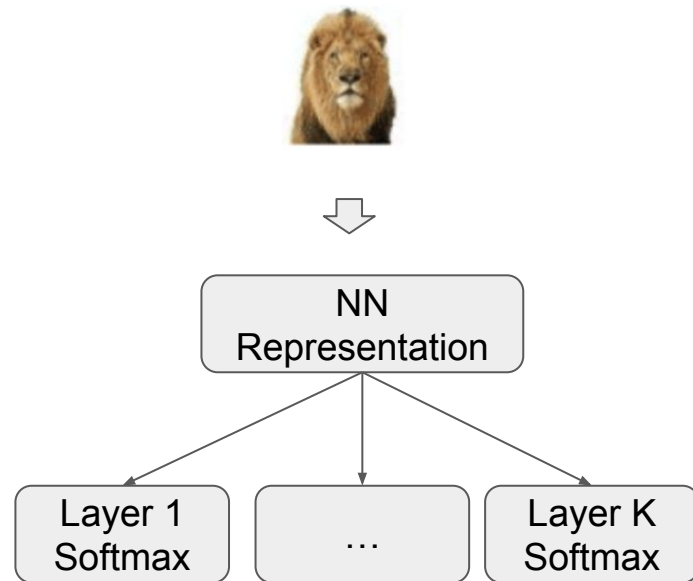 NN
Representation
Layer 1
Softmax
...
Layer K
Softmax